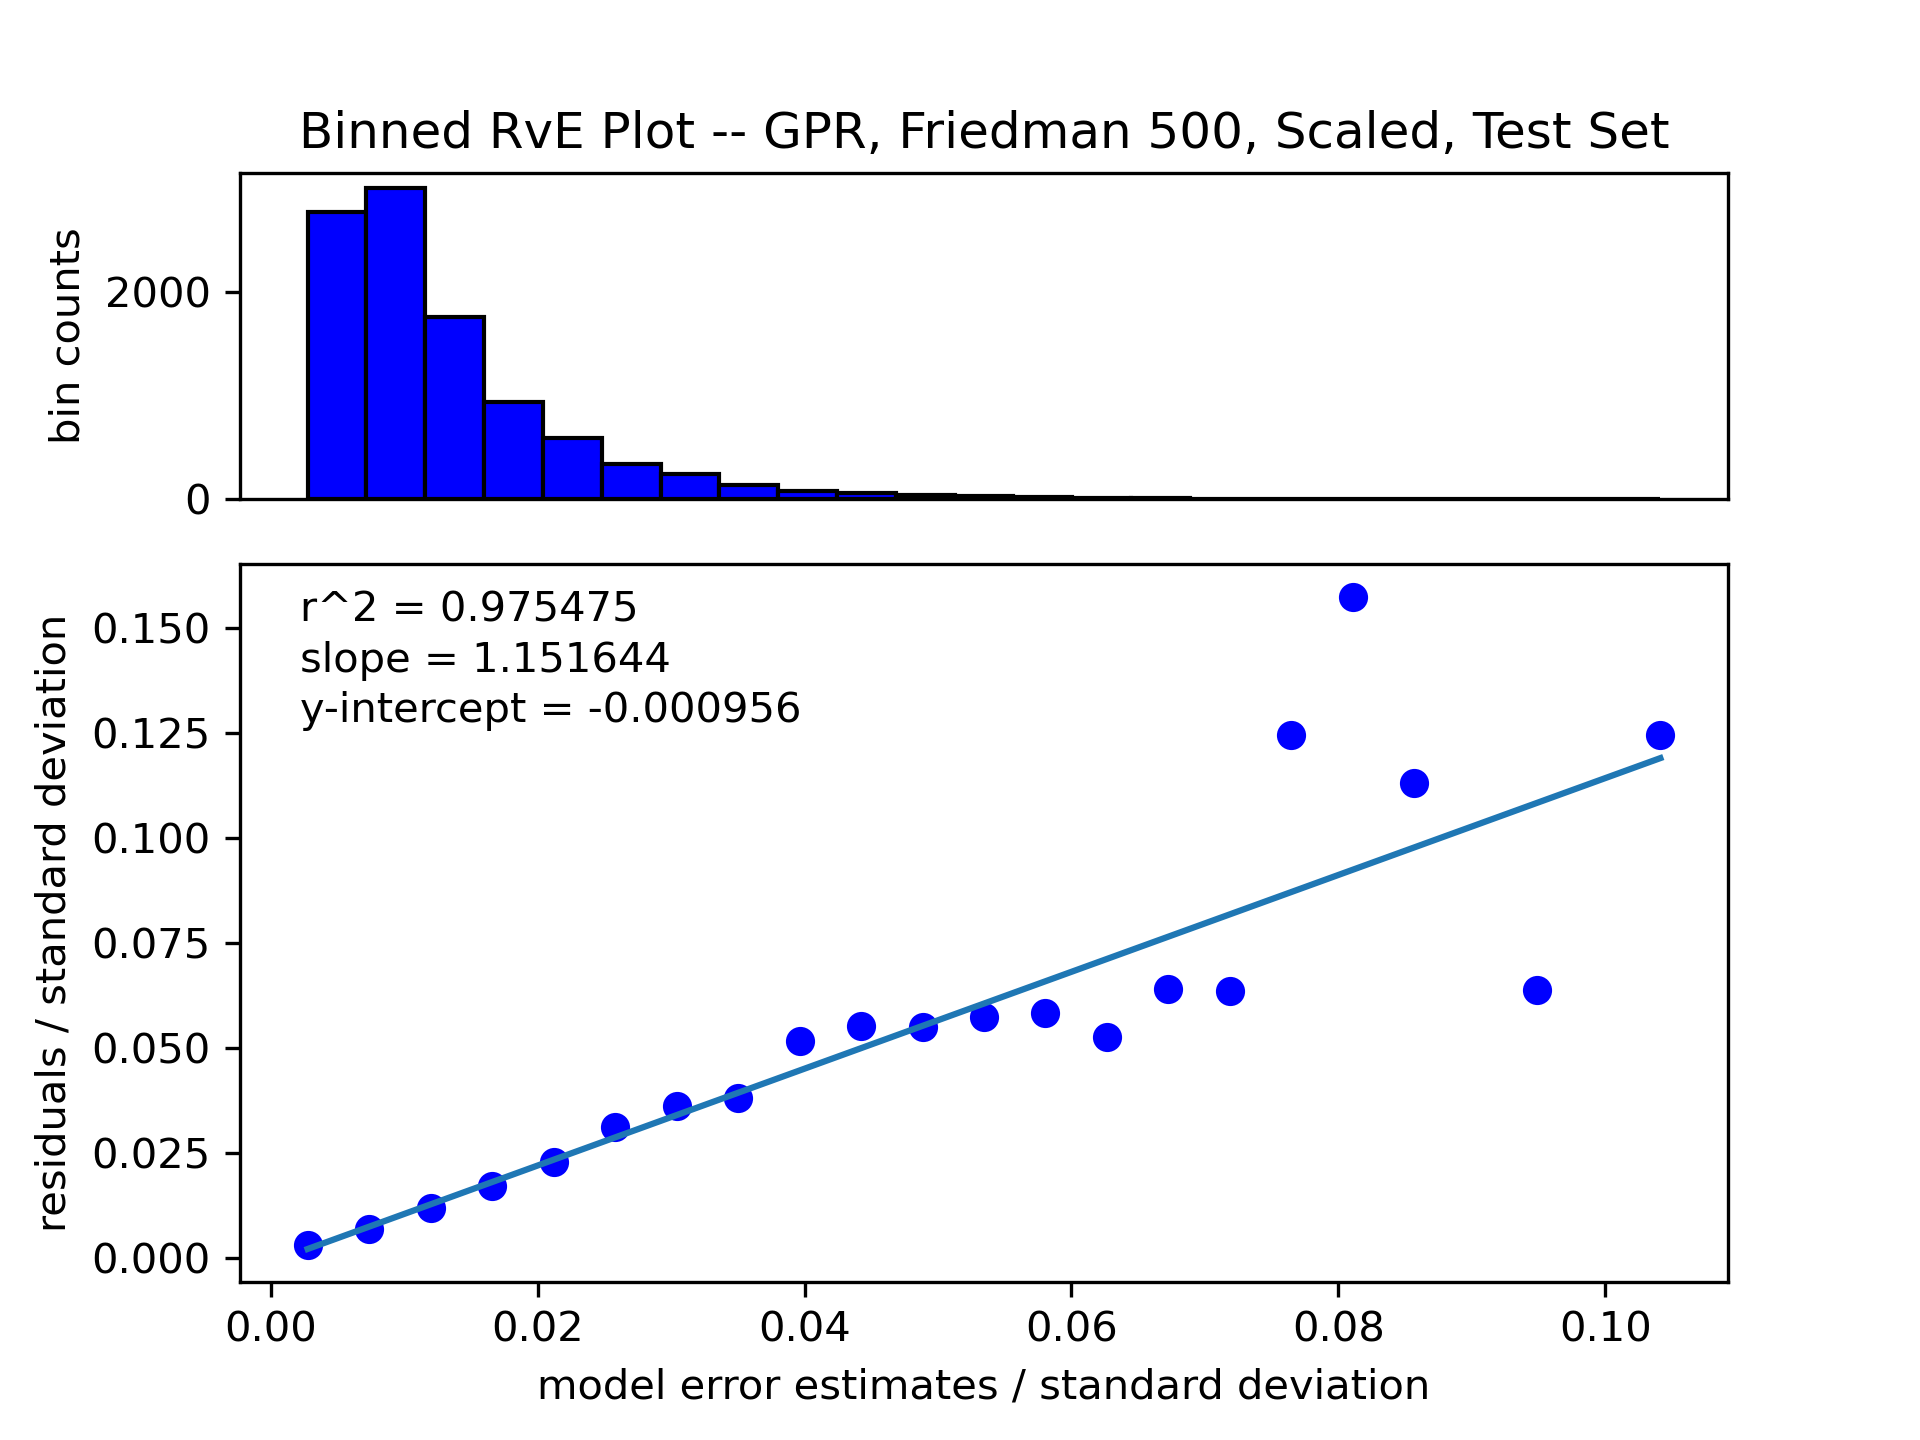 Binned RvE Plot -- GPR, Friedman 500, Scaled, Test Set
bin counts
2000
0
r^2 = 0.975475
slope = 1.151644
y-intercept = -0.000956
residuals / standard deviation
0.150
0.125
0.100
0.075
0.050
0.025
0.000
0.00 0.02 0.04 0.06 0.08 0.10
model error estimates / standard deviation